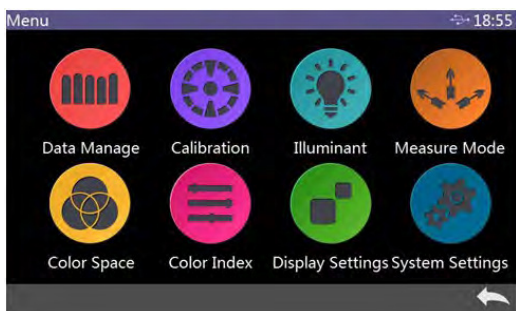 Menu 18:55
Data Manage Calibration Illuminant Measure Mode
Color Space Color Index Display Settings System Settings